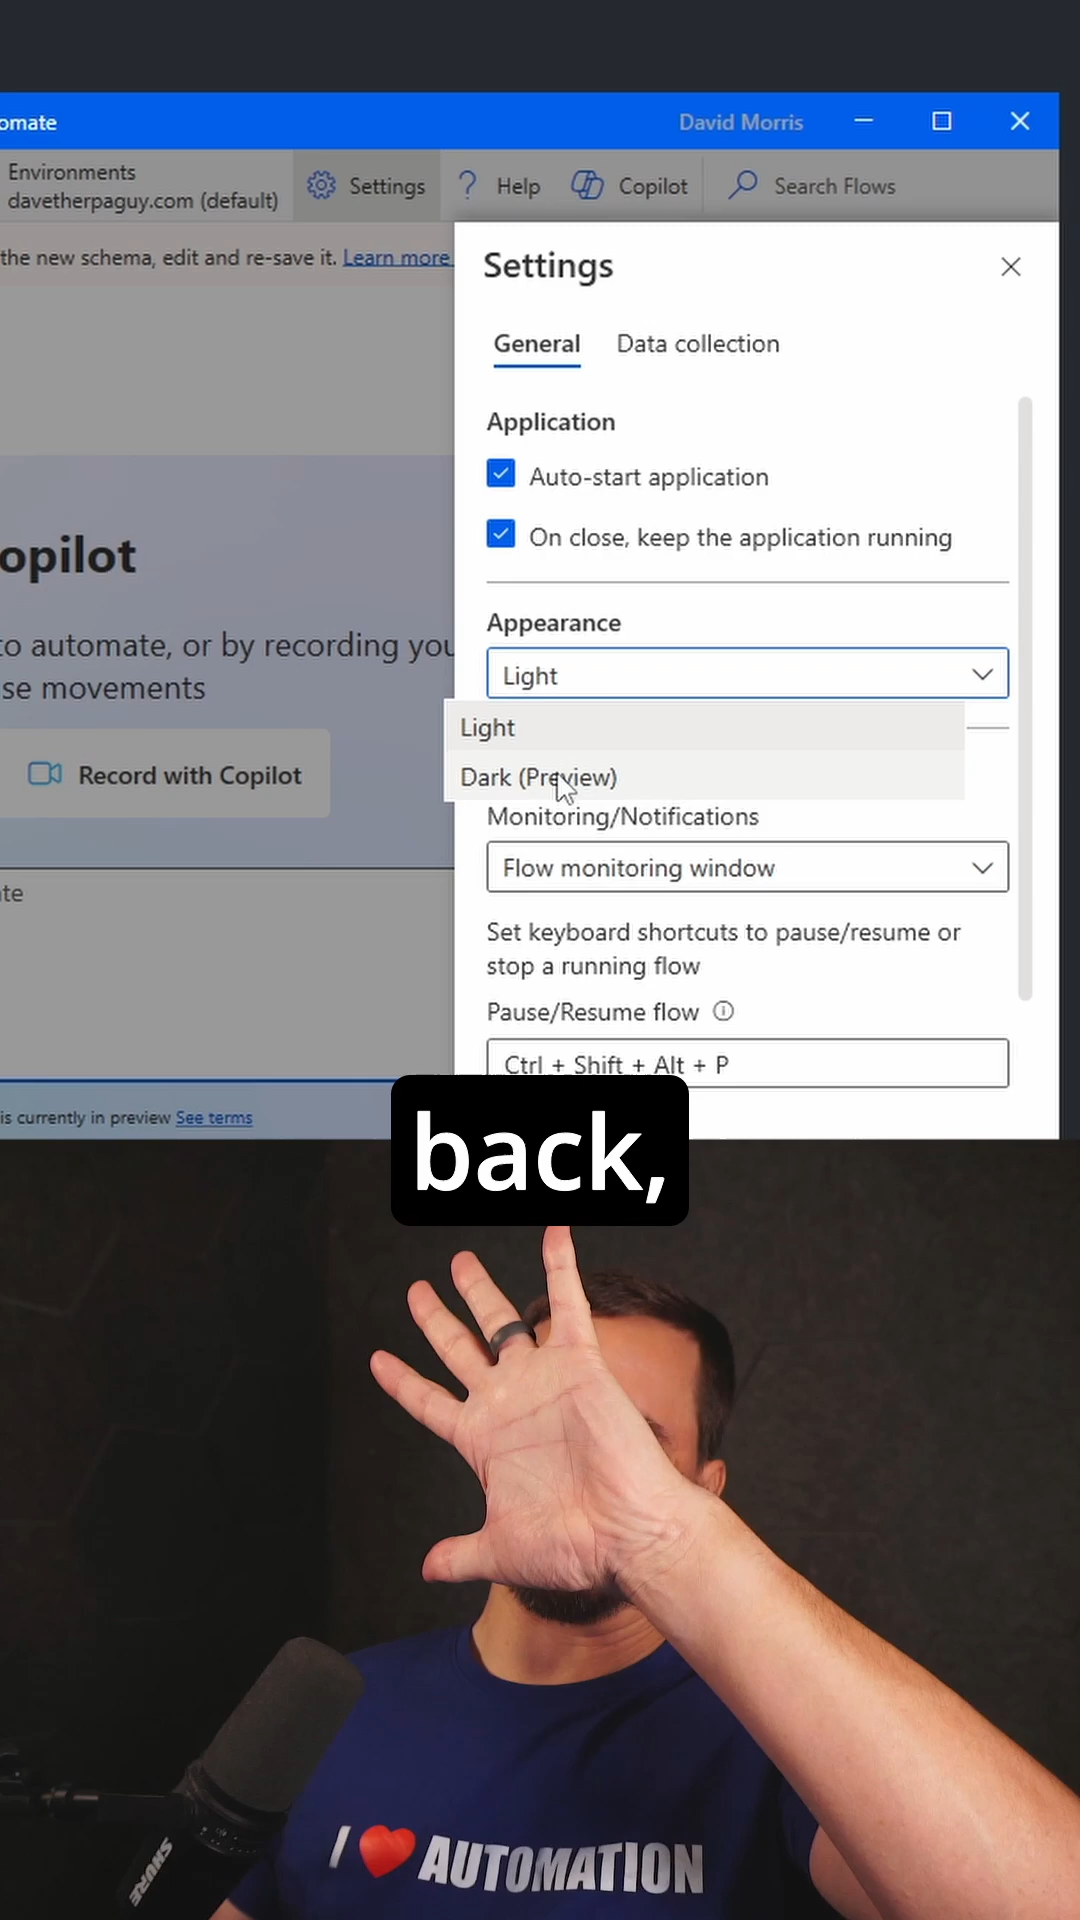 omate
David Morris
Environments
davetherpaguy.com (default)
Settings
Help
Copilot
Search Flows
the new schema, edit and re-save it. Learn more
Settings
General
Data collection
Application
Auto-start application
On close, keep the application running
Appearance
Light
Light
Dark (Preview)
Monitoring/Notifications
Flow monitoring window
Set keyboard shortcuts to pause/resume or
stop a running flow
Pause/Resume flow
Ctrl + Shift + Alt + P
opilot
to automate, or by recording you
se movements
Record with Copilot
te
is currently in preview See terms
back,
SHURE
I ❤ AUTOMATION